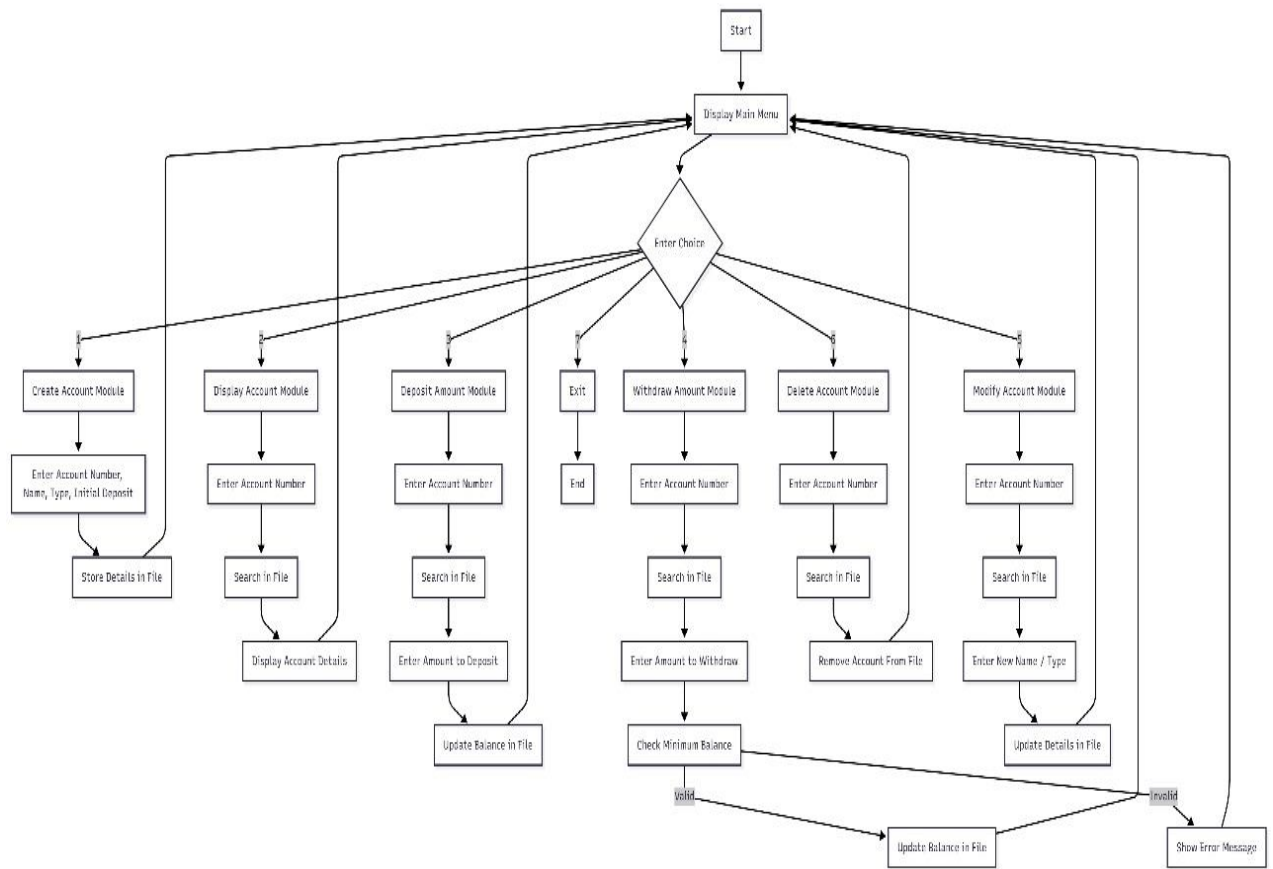 Start
Display Main Menu
Enter Choice
1
2
3
7
4
6
5
Create Account Module
Display Account Module
Deposit Amount Module
Exit
Withdraw Amount Module
Delete Account Module
Modify Account Module
Enter Account Number,
Name, Type, Initial Deposit
Enter Account Number
Enter Account Number
End
Enter Account Number
Enter Account Number
Enter Account Number
Store Details in File
Search in File
Search in File
Search in File
Search in File
Search in File
Display Account Details
Enter Amount to Deposit
Enter Amount to Withdraw
Remove Account From File
Enter New Name / Type
Update Balance in File
Check Minimum Balance
Update Details in File
Valid
Invalid
Update Balance in File
Show Error Message